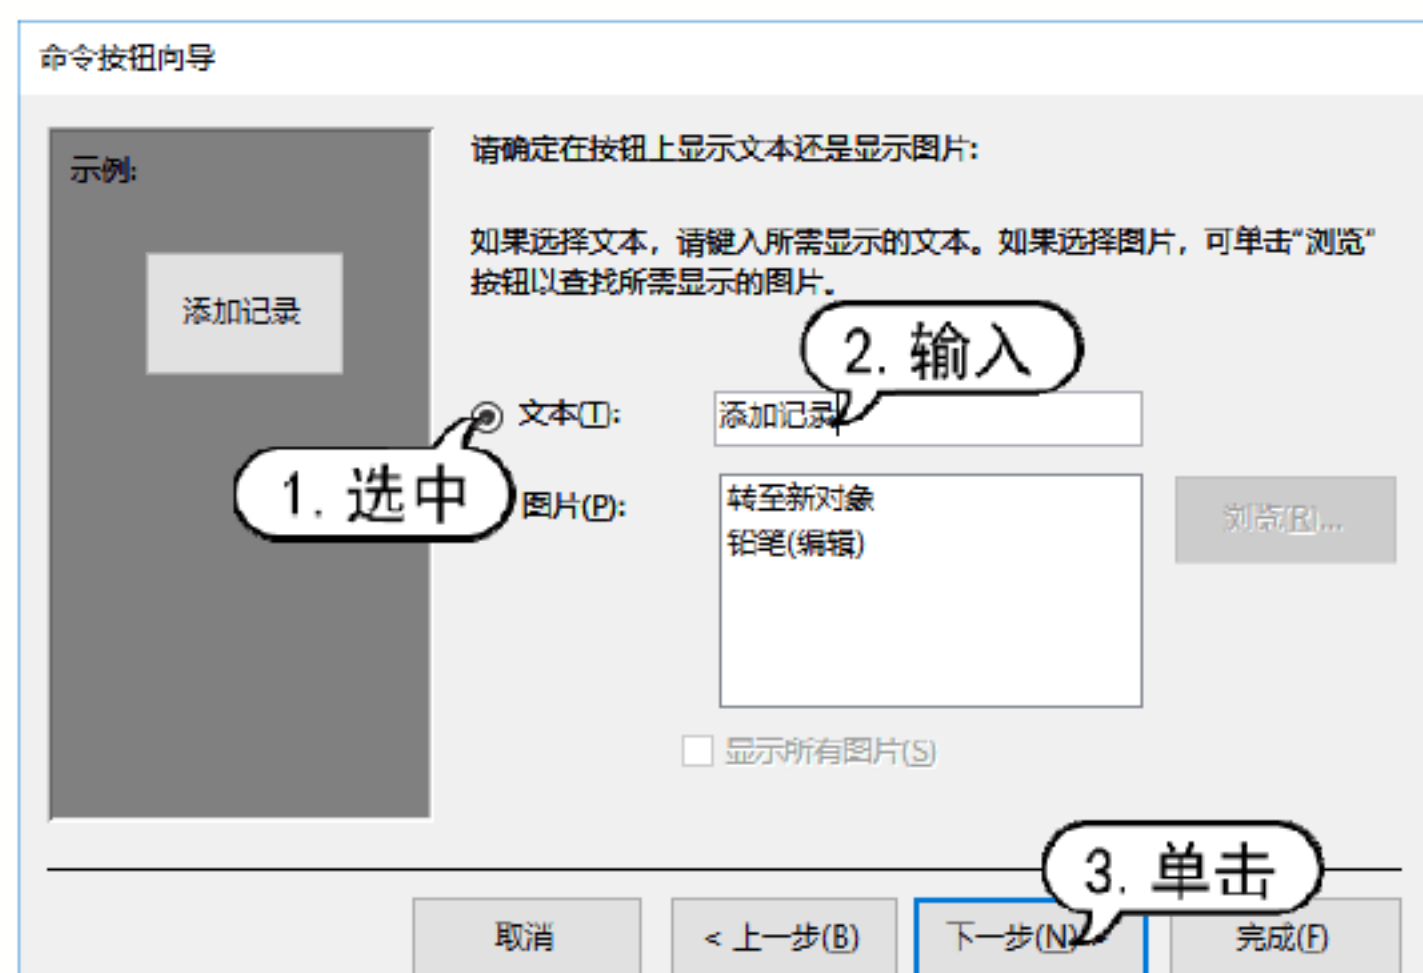 命令按钮向导
示例:
添加记录
请确定在按钮上显示文本还是显示图片:
如果选择文本，请键入所需显示的文本。如果选择图片，可单击“浏览”
按钮以查找所需显示的图片。
2. 输入
文本(T):
添加记录
1. 选中
图片(P):
转至新对象
铅笔(编辑)
浏览(R)...
显示所有图片(S)
3. 单击
取消
< 上一步(B)
下一步(N)
完成(F)